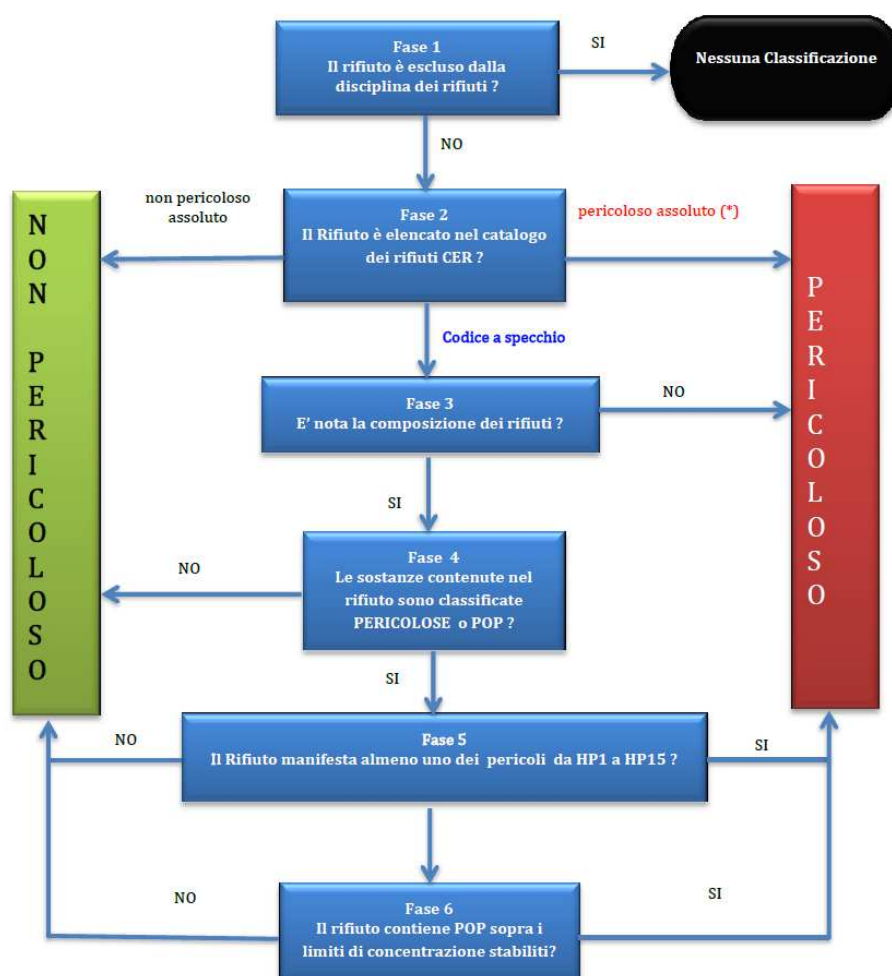 Fase 1
Il rifiuto è escluso dalla
disciplina dei rifiuti ?
SI
Nessuna Classificazione
NO
non pericoloso
assoluto
Fase 2
Il Rifiuto è elencato nel catalogo
dei rifiuti CER ?
pericoloso assoluto (*)
NON PERICOLOSO
PERICOLOSO
Codice a specchio
Fase 3
E' nota la composizione dei rifiuti ?
NO
SI
Fase 4
Le sostanze contenute nel
rifiuto sono classificate
PERICOLOSE o POP ?
NO
SI
Fase 5
Il Rifiuto manifesta almeno uno dei pericoli da HP1 a HP15 ?
NO
SI
Fase 6
Il rifiuto contiene POP sopra i
limiti di concentrazione stabiliti?
NO
SI